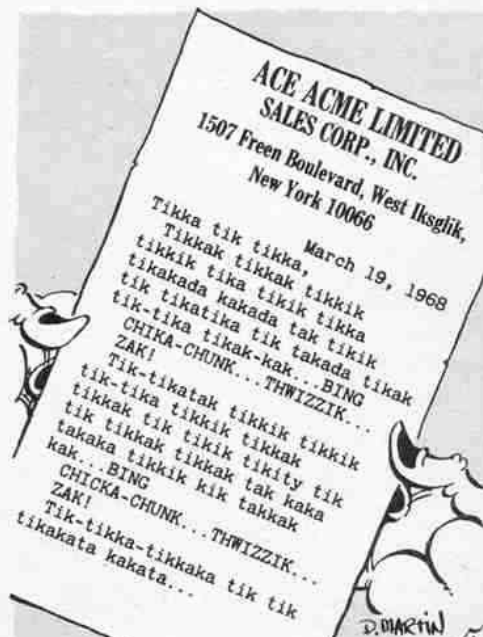 ACE ACME LIMITED
SALES CORP., INC.
1507 Freen Boulevard, West Iksglik,
New York 10066
March 19, 1968
Tikka tik tikka,
Tikkak tikkak tikkik
tikkik tika tikik tikka
tikakada kakada tak tikik
tik tikatika tik takada tikak
tik-tika tikak-kak...BING
CHIKA-CHUNK...THWIZZIK...
ZAK!
Tik-tikatak tikkik tikkik
tik-tika tikkik tikkak
tikkak tik tikik tikity tik
tik tikkak tikkak tak kaka
takaka tikkik kik takkak
kak...BING
CHICKA-CHUNK...THWIZZIK...
ZAK!
Tik-tikka-tikkaka tik tik
tikakata kakata...
D. MARTIN